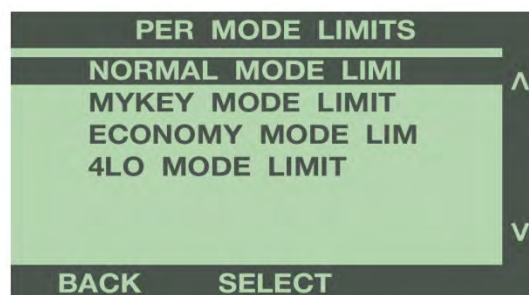 PER MODE LIMITS
NORMAL MODE LIMI
MYKEY MODE LIMIT
ECONOMY MODE LIM
4LO MODE LIMIT
BACK SELECT